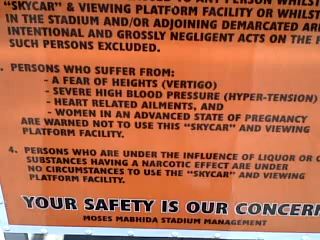 "SKYCAR" & VIEWING PLATFORM FACILITY OR WHILST
IN THE STADIUM AND/OR ADJOINING DEMARCATED AR
INTENTIONAL AND GROSSLY NEGLIGENT ACTS ON THE
SUCH PERSONS EXCLUDED.
. PERSONS WHO SUFFER FROM:
- A FEAR OF HEIGHTS (VERTIGO)
- SEVERE HIGH BLOOD PRESSURE (HYPER-TENSION)
- HEART RELATED AILMENTS, AND
- WOMEN IN AN ADVANCED STATE OF PREGNANCY
ARE WARNED NOT TO USE THIS "SKYCAR" AND VIEWING
PLATFORM FACILITY.
4. PERSONS WHO ARE UNDER THE INFLUENCE OF LIQUOR OR
SUBSTANCES HAVING A NARCOTIC EFFECT ARE UNDER
NO CIRCUMSTANCES TO USE THE "SKYCAR" AND VIEWING
PLATFORM FACILITY.
YOUR SAFETY IS OUR CONCERN
MOSES MABHIDA STADIUM MANAGEMENT